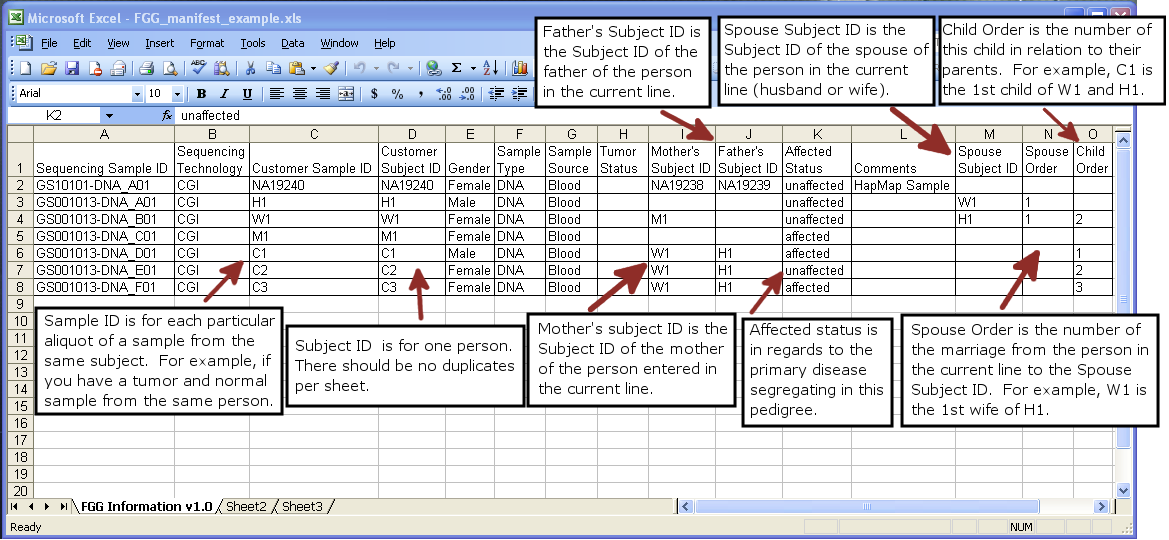 Microsoft Excel - FGG_manifest_example.xls
File Edit View Insert Format Tools Data Window Help
Arial 10 B I U $ % ,
K2 fx unaffected
Father's Subject ID is
the Subject ID of the
father of the person
in the current line.
Spouse Subject ID is the
Subject ID of the spouse of
the person in the current
line (husband or wife).
Child Order is the number of
this child in relation to their
parents. For example, C1 is
the 1st child of W1 and H1.
A B C D E F G H I J K L M N O
1 Sequencing Sample ID Sequencing Technology Customer Sample ID Customer Subject ID Gender Sample Type Sample Source Tumor Status Mother's Subject ID Father's Subject ID Affected Status Comments Spouse Subject ID Spouse Order Child Order
2 GS10101-DNA_A01 CGI NA19240 NA19240 Female DNA Blood NA19238 NA19239 unaffected HapMap Sample
3 GS001013-DNA_A01 CGI H1 H1 Male DNA Blood unaffected W1 1
4 GS001013-DNA_B01 CGI W1 W1 Female DNA Blood M1 unaffected H1 1 2
5 GS001013-DNA_C01 CGI M1 M1 Female DNA Blood affected
6 GS001013-DNA_D01 CGI C1 C1 Male DNA Blood W1 H1 affected 1
7 GS001013-DNA_E01 CGI C2 C2 Female DNA Blood W1 H1 unaffected 2
8 GS001013-DNA_F01 CGI C3 C3 Female DNA Blood W1 H1 affected 3
9
10
11
12
13
14
15
16
17
18
19
20
Sample ID is for each particular
aliquot of a sample from the
same subject. For example, if
you have a tumor and normal
sample from the same person.
Subject ID is for one person.
There should be no duplicates
per sheet.
Mother's subject ID is the
Subject ID of the mother
of the person entered in
the current line.
Affected status is
in regards to the
primary disease
segregating in this
pedigree.
Spouse Order is the number of
the marriage from the person in
the current line to the Spouse
Subject ID. For example, W1 is
the 1st wife of H1.
FGG Information v1.0 Sheet2 Sheet3
Ready NUM